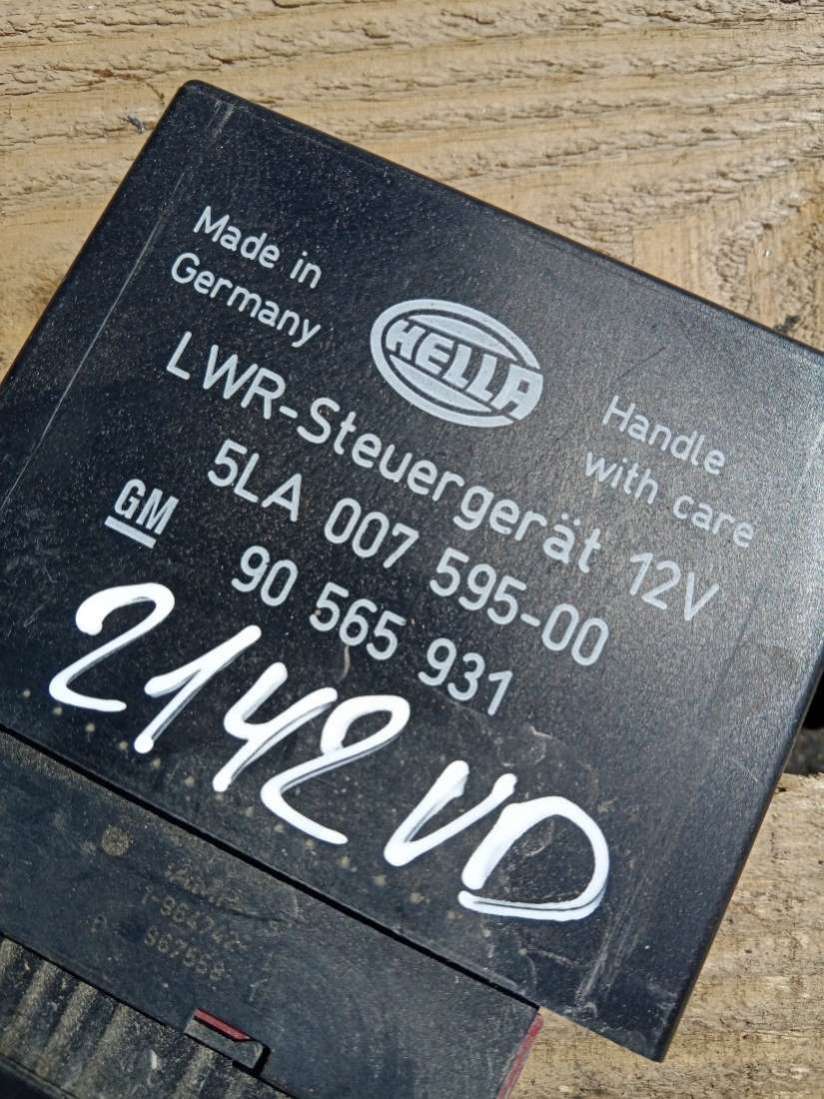 Made in
Germany
HELLA
Handle
with care
LWR-Steuergerät 12V
5LA 007 595-00
GM
90 565 931
2142VD